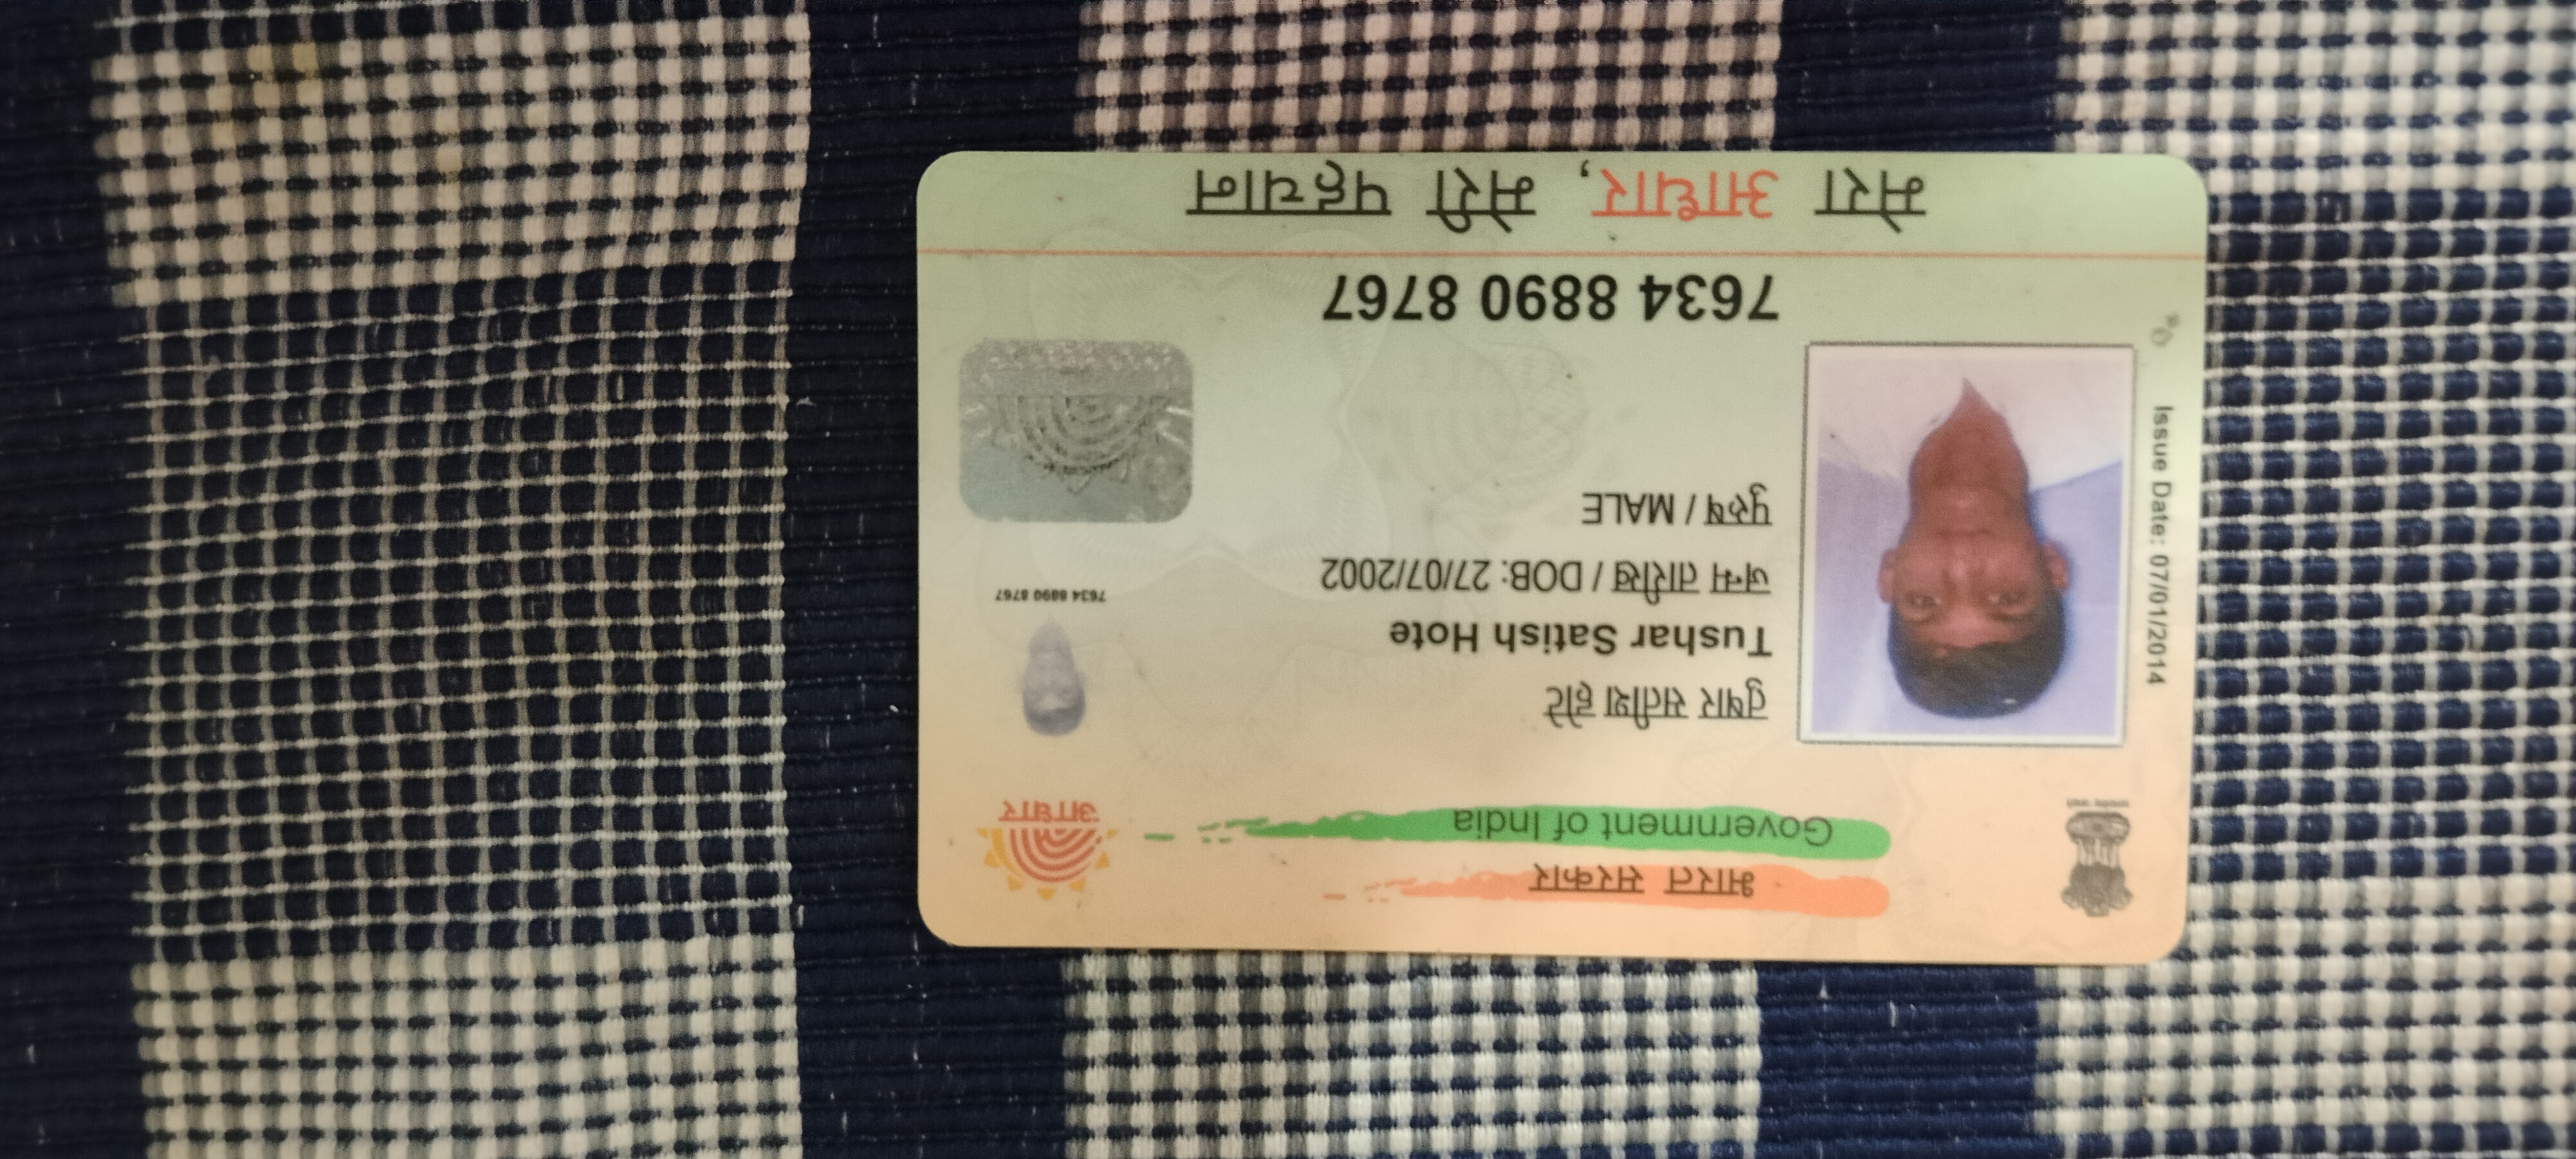 भारत सरकार
Government of India
आधार
Issue Date: 07/01/2014
तुषार सतीश होटे
Tushar Satish Hote
जन्म तारीख / DOB: 27/07/2002
पुरुष / MALE
7634 8890 8767
7634 8890 8767
मेरा आधार, मेरी पहचान